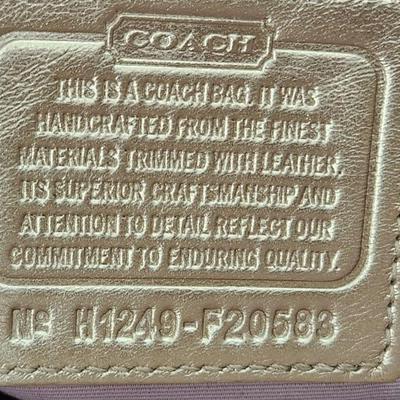 COACH
THIS IS A COACH BAG. IT WAS
HANDCRAFTED FROM THE FINEST
MATERIALS TRIMMED WITH LEATHER.
ITS SUPERIOR CRAFTSMANSHIP AND
ATTENTION TO DETAIL REFLECT OUR
COMMITMENT TO ENDURING QUALITY.
Nº H1249-F20583